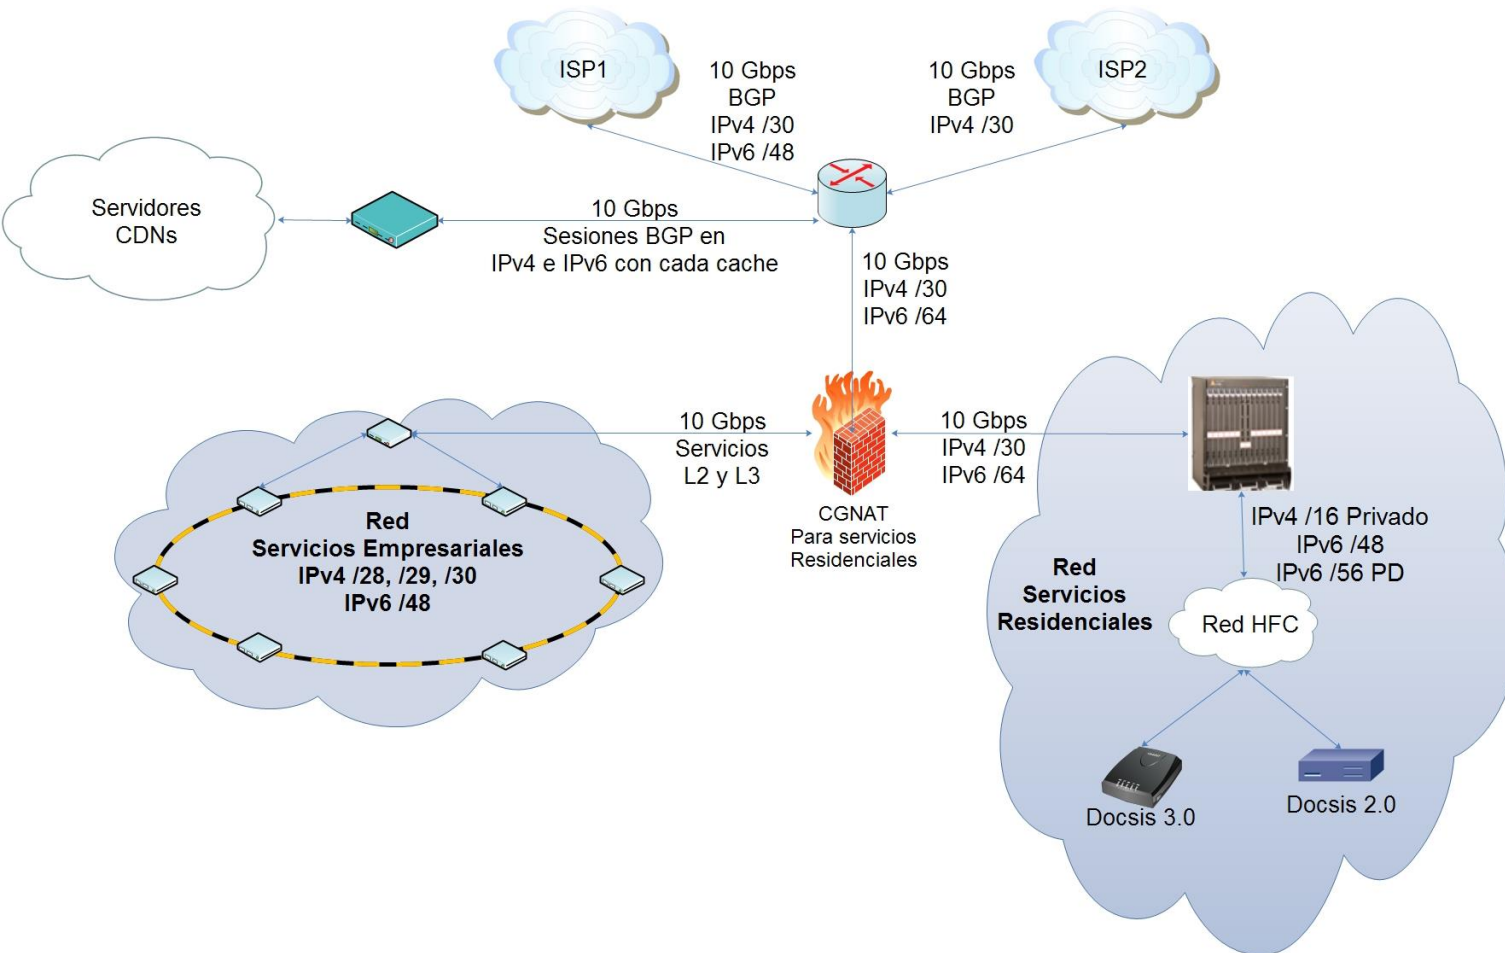 ISP1
10 Gbps
BGP
IPv4 /30
IPv6 /48
10 Gbps
BGP
IPv4 /30
ISP2
Servidores
CDNs
10 Gbps
Sesiones BGP en
IPv4 e IPv6 con cada cache
10 Gbps
IPv4 /30
IPv6 /64
10 Gbps
Servicios
L2 y L3
10 Gbps
IPv4 /30
IPv6 /64
CGNAT
Para servicios
Residenciales
Red
Servicios Empresariales
IPv4 /28, /29, /30
IPv6 /48
IPv4 /16 Privado
IPv6 /48
IPv6 /56 PD
Red
Servicios
Residenciales
Red HFC
Docsis 3.0
Docsis 2.0